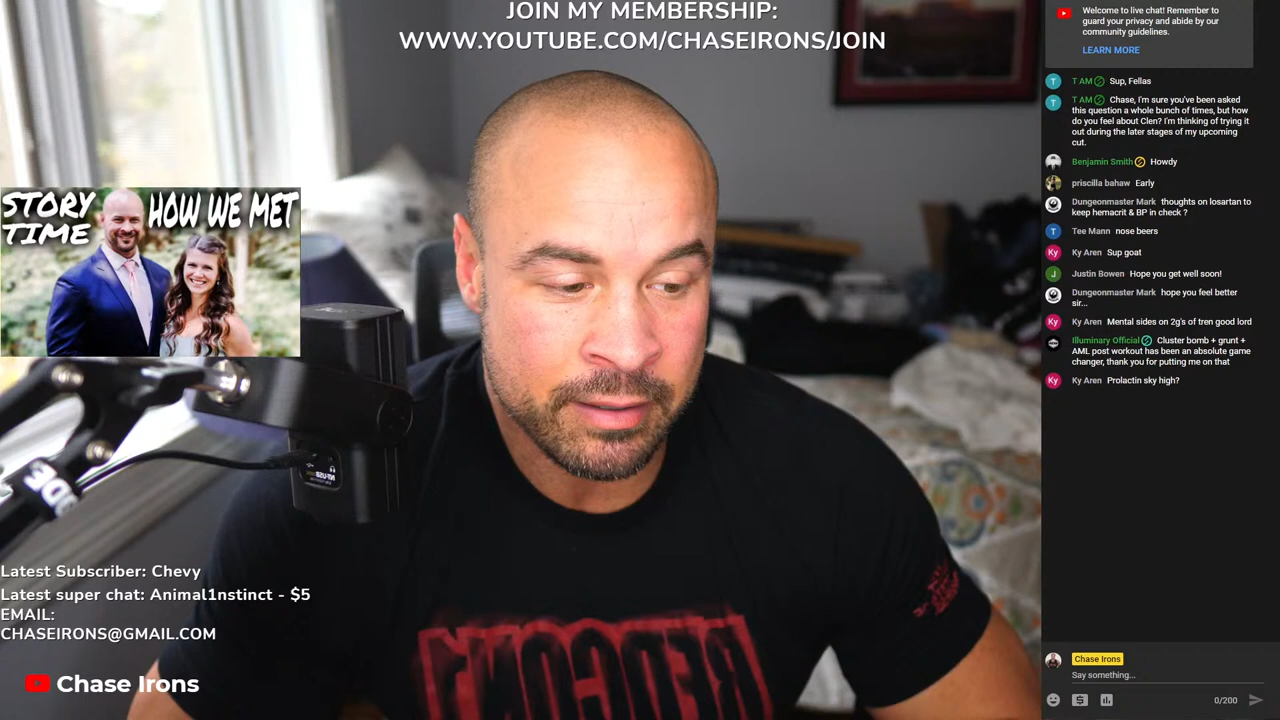 JOIN MY MEMBERSHIP:
WWW.YOUTUBE.COM/CHASEIRONS/JOIN
STORY HOW WE MET
TIME
Latest Subscriber: Chevy
Latest super chat: Animal1nstinct - $5
EMAIL:
CHASEIRONS@GMAIL.COM
Chase Irons
REDCON1
Welcome to live chat! Remember to
guard your privacy and abide by our
community guidelines.
LEARN MORE
T AM Sup, Fellas
T AM Chase, I'm sure you've been asked
this question a whole bunch of times, but how
do you feel about Clen? I'm thinking of trying it
out during the later stages of my upcoming
cut.
Benjamin Smith Howdy
priscilla bahaw Early
Dungeonmaster Mark thoughts on losartan to
keep hemacrit & BP in check ?
Tee Mann nose beers
Ky Aren Sup goat
Justin Bowen Hope you get well soon!
Dungeonmaster Mark hope you feel better
sir...
Ky Aren Mental sides on 2g's of tren good lord
Illuminary Official Cluster bomb + grunt +
AML post workout has been an absolute game
changer, thank you for putting me on that
Ky Aren Prolactin sky high?
Chase Irons
Say something...
0/200